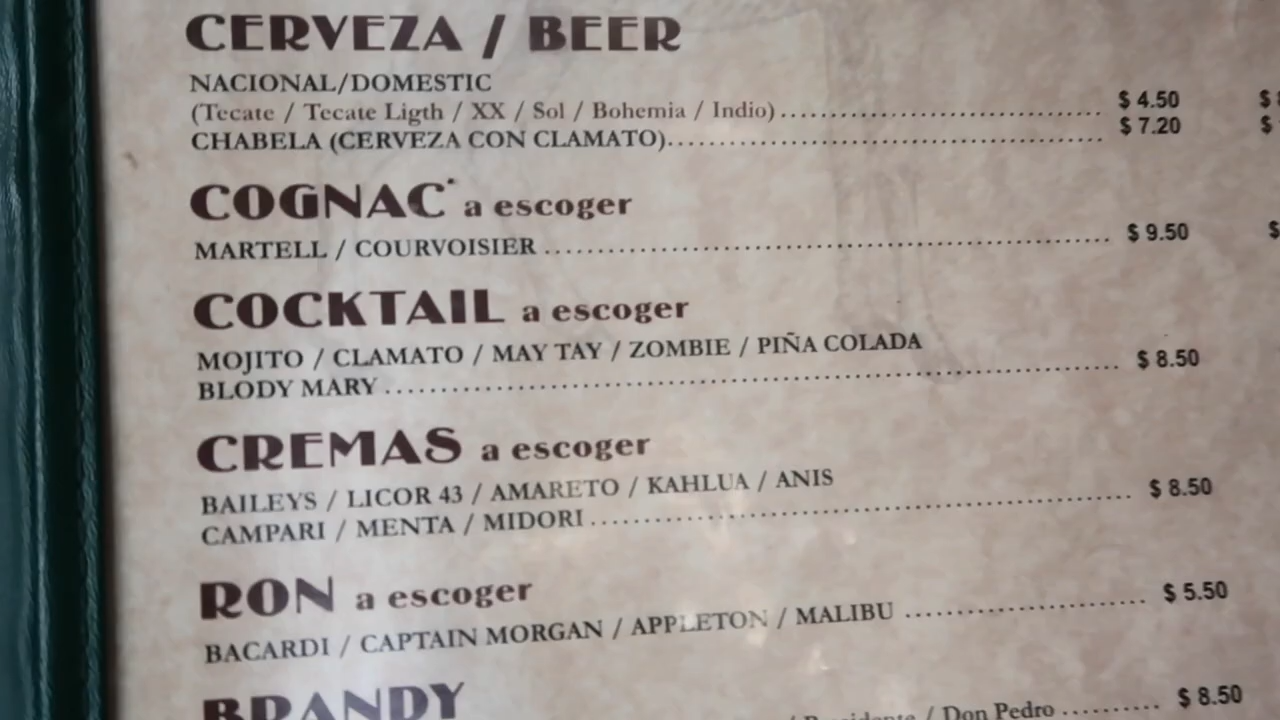 CERVEZA / BEER
NACIONAL/DOMESTIC
(Tecate / Tecate Ligth / XX / Sol / Bohemia / Indio).......................................... $ 4.50 $
CHABELA (CERVEZA CON CLAMATO)...................................................... $ 7.20 $
COGNAC a escoger
MARTELL / COURVOISIER ....................................................................... $ 9.50 $
COCKTAIL a escoger
MOJITO / CLAMATO / MAY TAY / ZOMBIE / PIÑA COLADA
BLODY MARY ............................................................................................ $ 8.50
CREMAS a escoger
BAILEYS / LICOR 43 / AMARETO / KAHLUA / ANIS
CAMPARI / MENTA / MIDORI .................................................................... $ 8.50
RON a escoger
BACARDI / CAPTAIN MORGAN / APPLETON / MALIBU .............................. $ 5.50
BRANDY
/ Don Pedro ............ $ 8.50